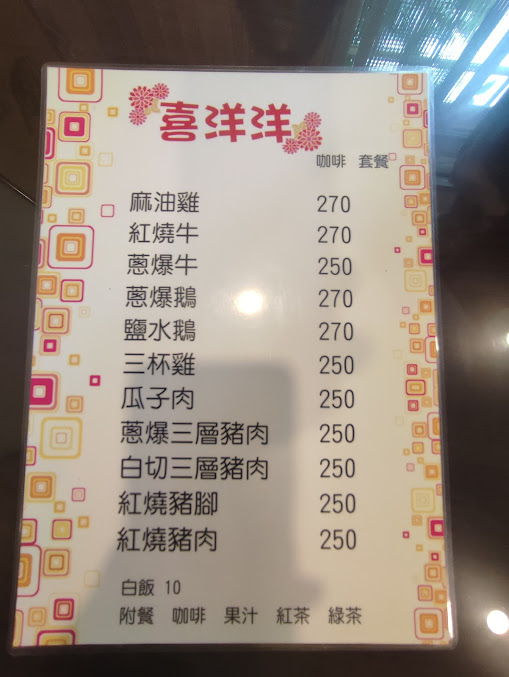 喜洋洋
咖啡 套餐
麻油雞 270
紅燒牛 270
蔥爆牛 250
蔥爆鵝 270
鹽水鵝 270
三杯雞 250
瓜子肉 250
蔥爆三層豬肉 250
白切三層豬肉 250
紅燒豬腳 250
紅燒豬肉 250
白飯 10
附餐 咖啡 果汁 紅茶 綠茶